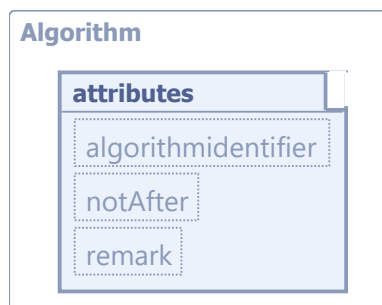 Algorithm
attributes
algorithmidentifier
notAfter
remark